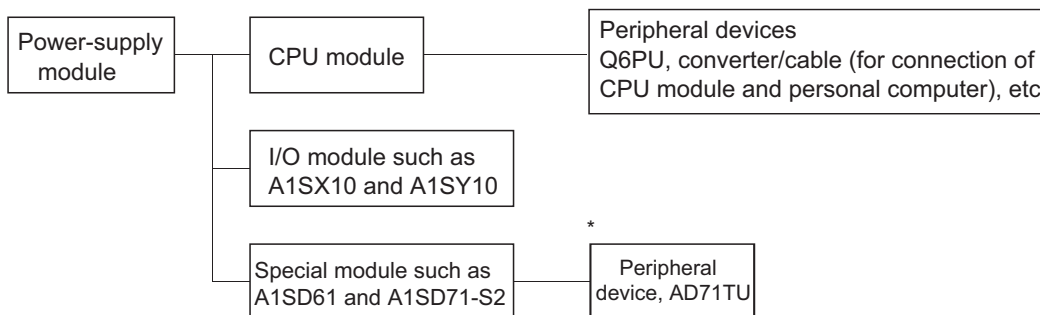 Power-supply
module
CPU module
Peripheral devices
Q6PU, converter/cable (for connection of
CPU module and personal computer), etc
I/O module such as
A1SX10 and A1SY10
*
Special module such as
A1SD61 and A1SD71-S2
Peripheral
device, AD71TU